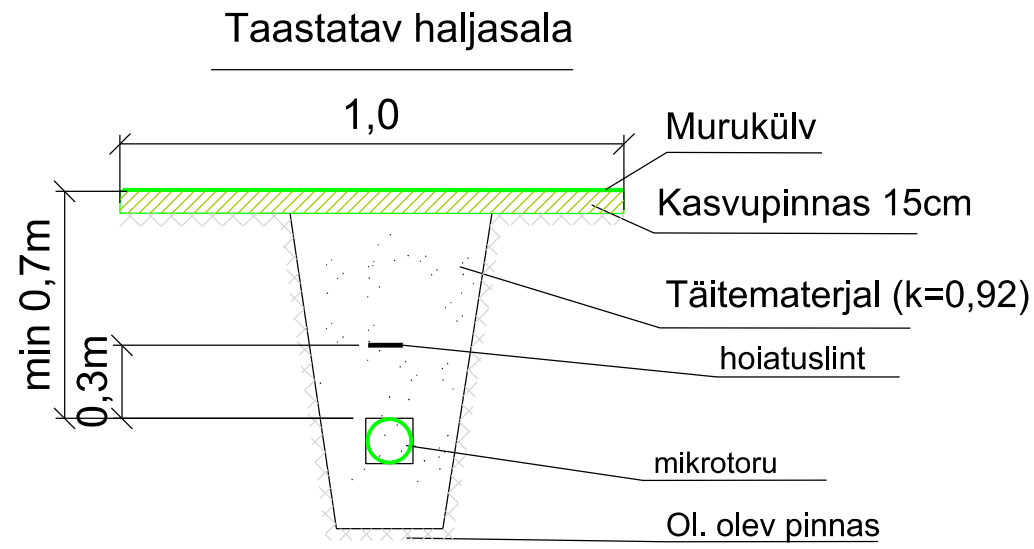 Taastatav haljasala
1,0
Murukülv
Kasvupinnas 15cm
min 0,7m
0,3m
Täitematerjal (k=0,92)
hoiatuslint
mikrotoru
Ol. olev pinnas